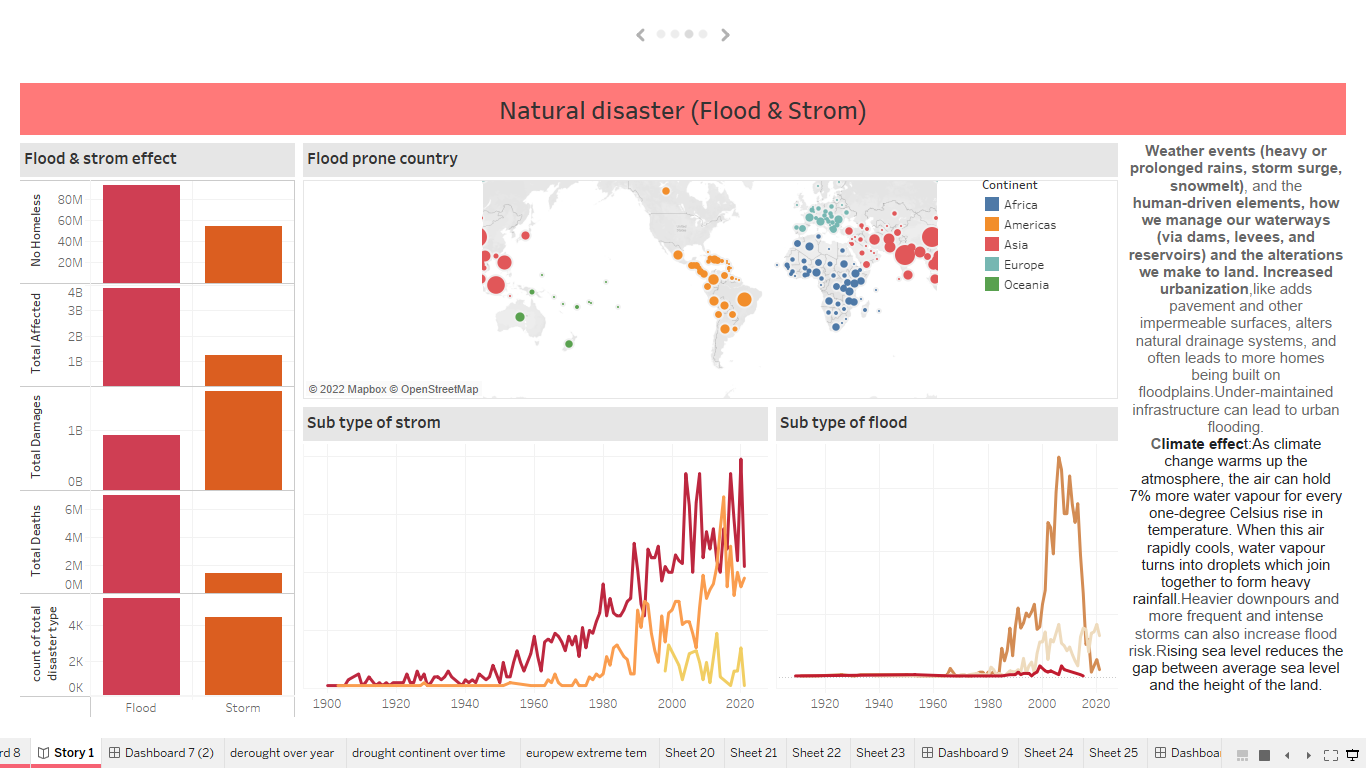 Natural disaster (Flood & Strom)
Flood & strom effect
No Homeless
80M
60M
40M
20M
Total Affected
4B
3B
2B
1B
Total Damages
1B
0B
Total Deaths
6M
4M
2M
0M
count of total
disaster type
4K
2K
0K
Flood
Storm
Flood prone country
Continent
Africa
Americas
Asia
Europe
Oceania
© 2022 Mapbox © OpenStreetMap
Sub type of strom
1900
1920
1940
1960
1980
2000
2020
Sub type of flood
1920
1940
1960
1980
2000
2020
Weather events (heavy or
prolonged rains, storm surge,
snowmelt), and the
human-driven elements, how
we manage our waterways
(via dams, levees, and
reservoirs) and the alterations
we make to land. Increased
urbanization,like adds
pavement and other
impermeable surfaces, alters
natural drainage systems, and
often leads to more homes
being built on
floodplains.Under-maintained
infrastructure can lead to urban
flooding.
Climate effect:As climate
change warms up the
atmosphere, the air can hold
7% more water vapour for every
one-degree Celsius rise in
temperature. When this air
rapidly cools, water vapour
turns into droplets which join
together to form heavy
rainfall.Heavier downpours and
more frequent and intense
storms can also increase flood
risk.Rising sea level reduces the
gap between average sea level
and the height of the land.
rd 8
Story 1
Dashboard 7 (2)
derought over year
drought continent over time
europew extreme tem
Sheet 20
Sheet 21
Sheet 22
Sheet 23
Dashboard 9
Sheet 24
Sheet 25
Dashboa